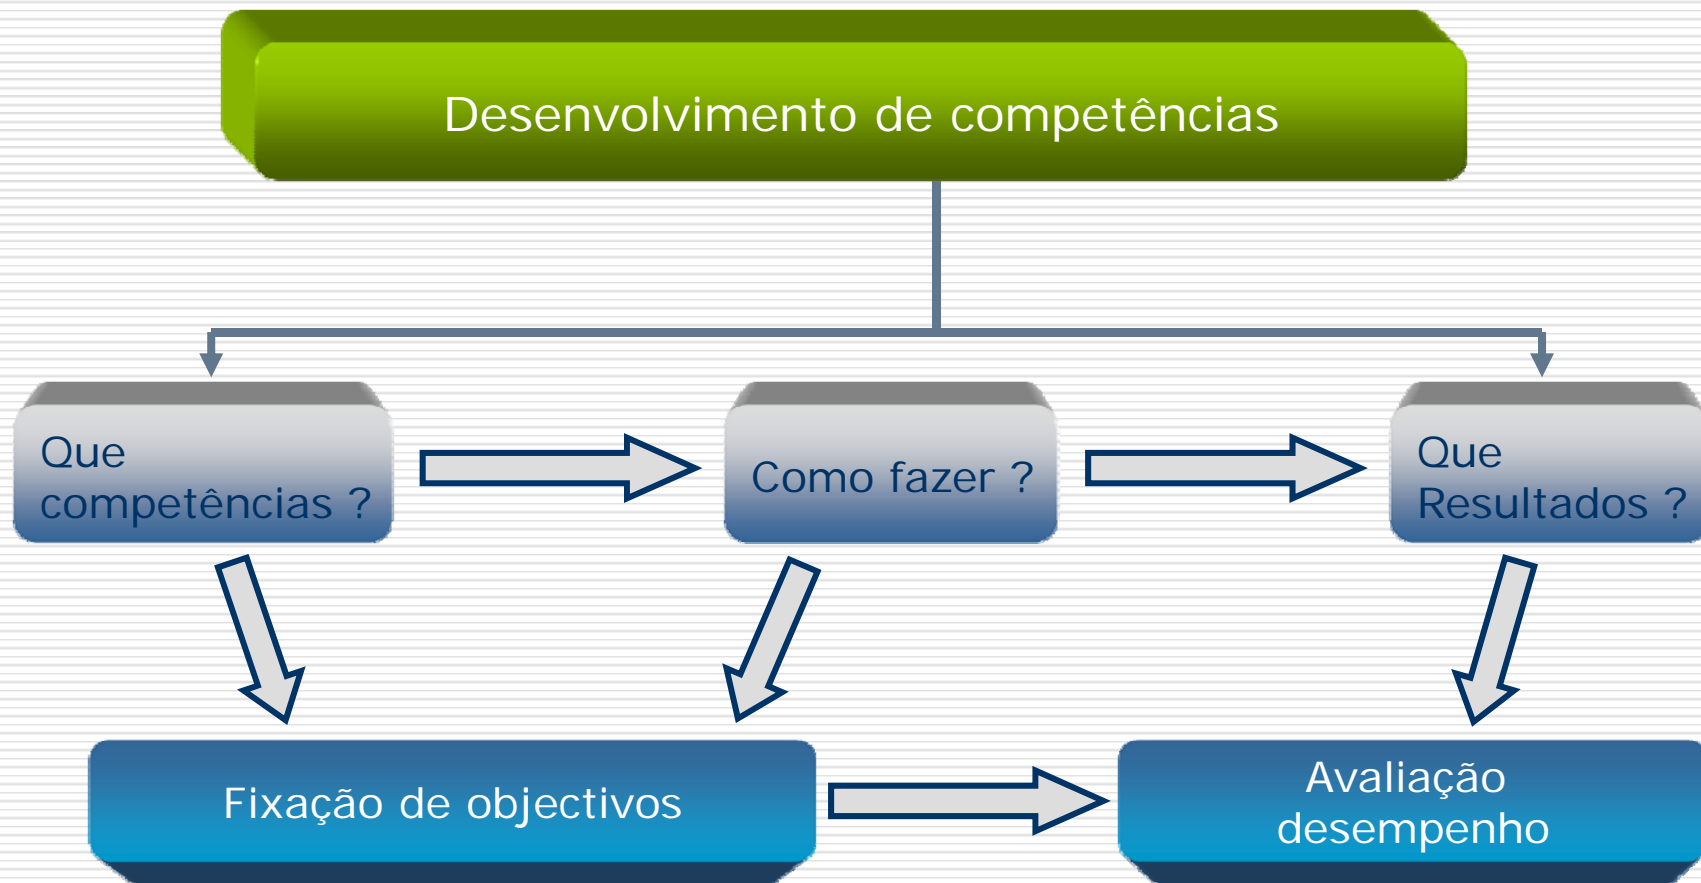 Desenvolvimento de competências
Que
competências ?
Como fazer ?
Que
Resultados ?
Fixação de objectivos
Avaliação
desempenho